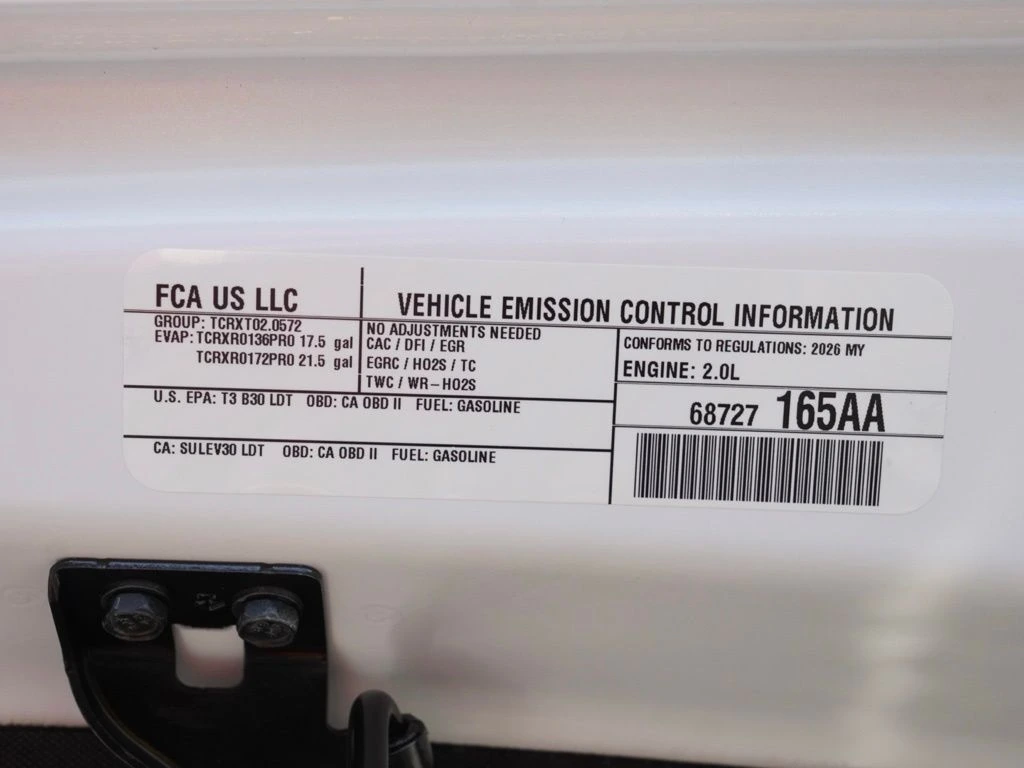 FCA US LLC
VEHICLE EMISSION CONTROL INFORMATION
GROUP: TCRXT02.0572
EVAP: TCRXR0136PR0 17.5 gal
TCRXR0172PR0 21.5 gal
NO ADJUSTMENTS NEEDED
CAC / DFI / EGR
EGRC / HO2S / TC
TWC / WR-HO2S
CONFORMS TO REGULATIONS: 2026 MY
ENGINE: 2.0L
U.S. EPA: T3 B30 LDT OBD: CA OBD II FUEL: GASOLINE
68727 165AA
CA: SULEV30 LDT OBD: CA OBD II FUEL: GASOLINE